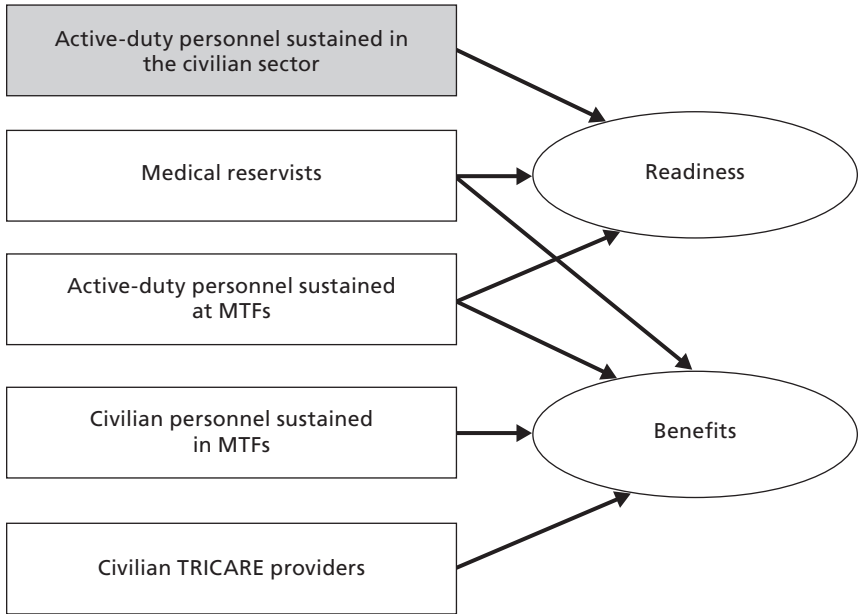 Active-duty personnel sustained in
the civilian sector
Medical reservists
Readiness
Active-duty personnel sustained
at MTFs
Civilian personnel sustained
in MTFs
Benefits
Civilian TRICARE providers